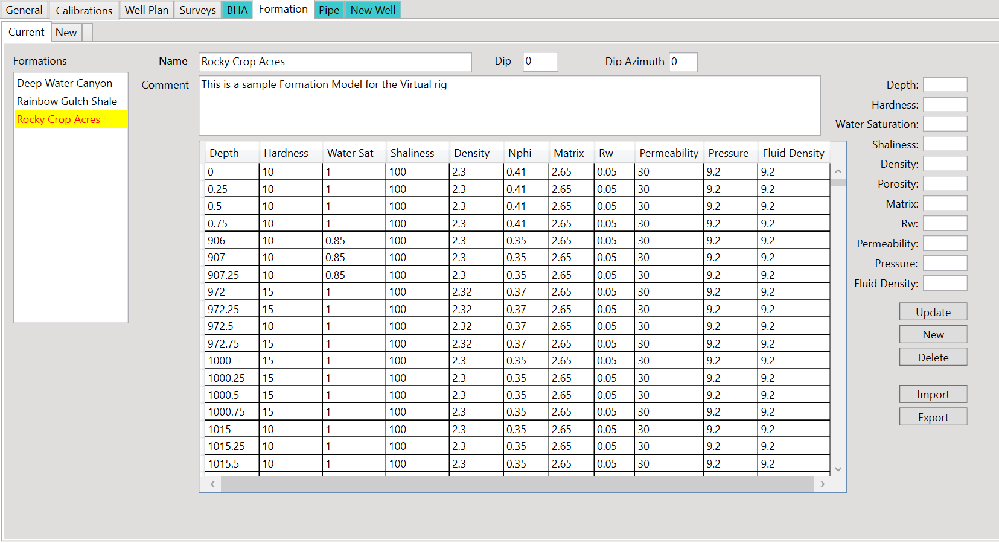 General Calibrations Well Plan Surveys BHA Formation Pipe New Well
Current New
Formations
Deep Water Canyon
Rainbow Gulch Shale
Rocky Crop Acres
Name Rocky Crop Acres Dip 0 Dip Azimuth 0
Comment This is a sample Formation Model for the Virtual rig
Depth Hardness Water Sat Shaliness Density Nphi Matrix Rw Permeability Pressure Fluid Density
0 10 1 100 2.3 0.41 2.65 0.05 30 9.2 9.2
0.25 10 1 100 2.3 0.41 2.65 0.05 30 9.2 9.2
0.5 10 1 100 2.3 0.41 2.65 0.05 30 9.2 9.2
0.75 10 1 100 2.3 0.41 2.65 0.05 30 9.2 9.2
906 10 0.85 100 2.3 0.35 2.65 0.05 30 9.2 9.2
907 10 0.85 100 2.3 0.35 2.65 0.05 30 9.2 9.2
907.25 10 0.85 100 2.3 0.35 2.65 0.05 30 9.2 9.2
972 15 1 100 2.32 0.37 2.65 0.05 30 9.2 9.2
972.25 15 1 100 2.32 0.37 2.65 0.05 30 9.2 9.2
972.5 10 1 100 2.32 0.37 2.65 0.05 30 9.2 9.2
972.75 15 1 100 2.32 0.37 2.65 0.05 30 9.2 9.2
1000 15 1 100 2.3 0.35 2.65 0.05 30 9.2 9.2
1000.25 15 1 100 2.3 0.35 2.65 0.05 30 9.2 9.2
1000.5 15 1 100 2.3 0.35 2.65 0.05 30 9.2 9.2
1000.75 15 1 100 2.3 0.35 2.65 0.05 30 9.2 9.2
1015 10 1 100 2.3 0.35 2.65 0.05 30 9.2 9.2
1015.25 10 1 100 2.3 0.35 2.65 0.05 30 9.2 9.2
1015.5 10 1 100 2.3 0.35 2.65 0.05 30 9.2 9.2
Depth:
Hardness:
Water Saturation:
Shaliness:
Density:
Porosity:
Matrix:
Rw:
Permeability:
Pressure:
Fluid Density:
Update
New
Delete
Import
Export